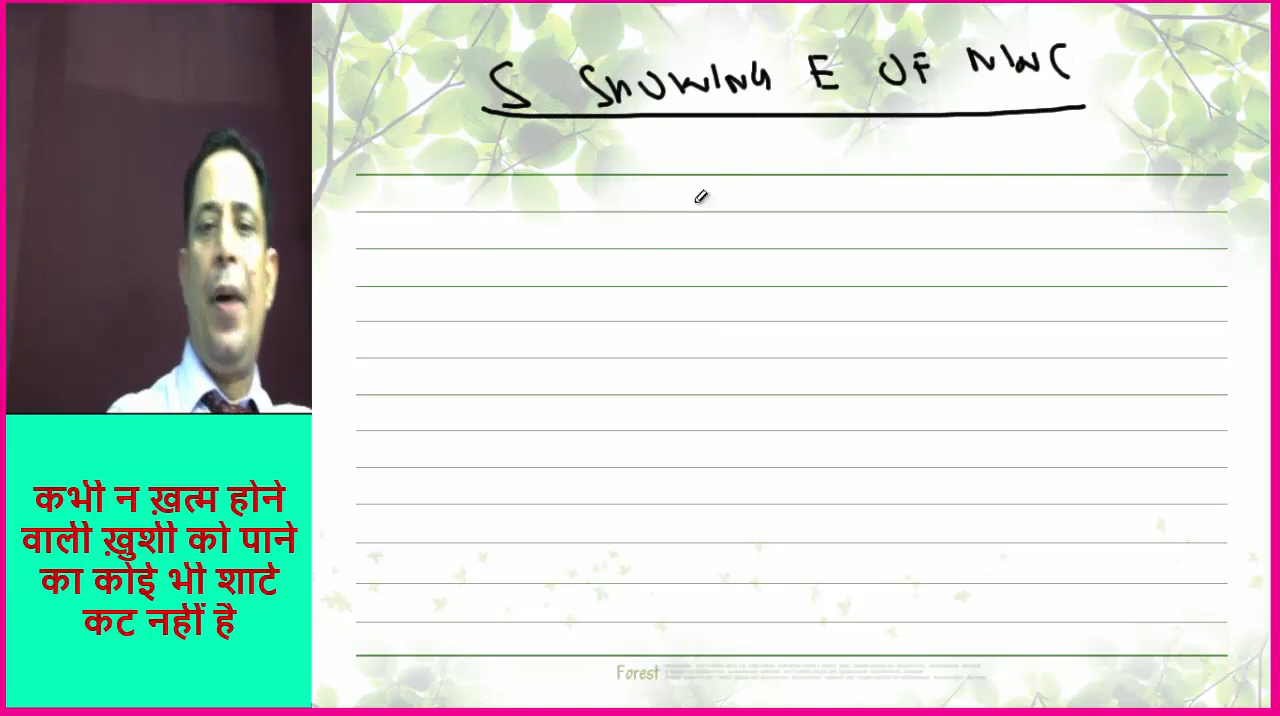 S SHOWING E OF NWC
कभी न ख़त्म होने
वाली ख़ुशी को पाने
का कोई भी शार्ट
कट नहीं है
Forest